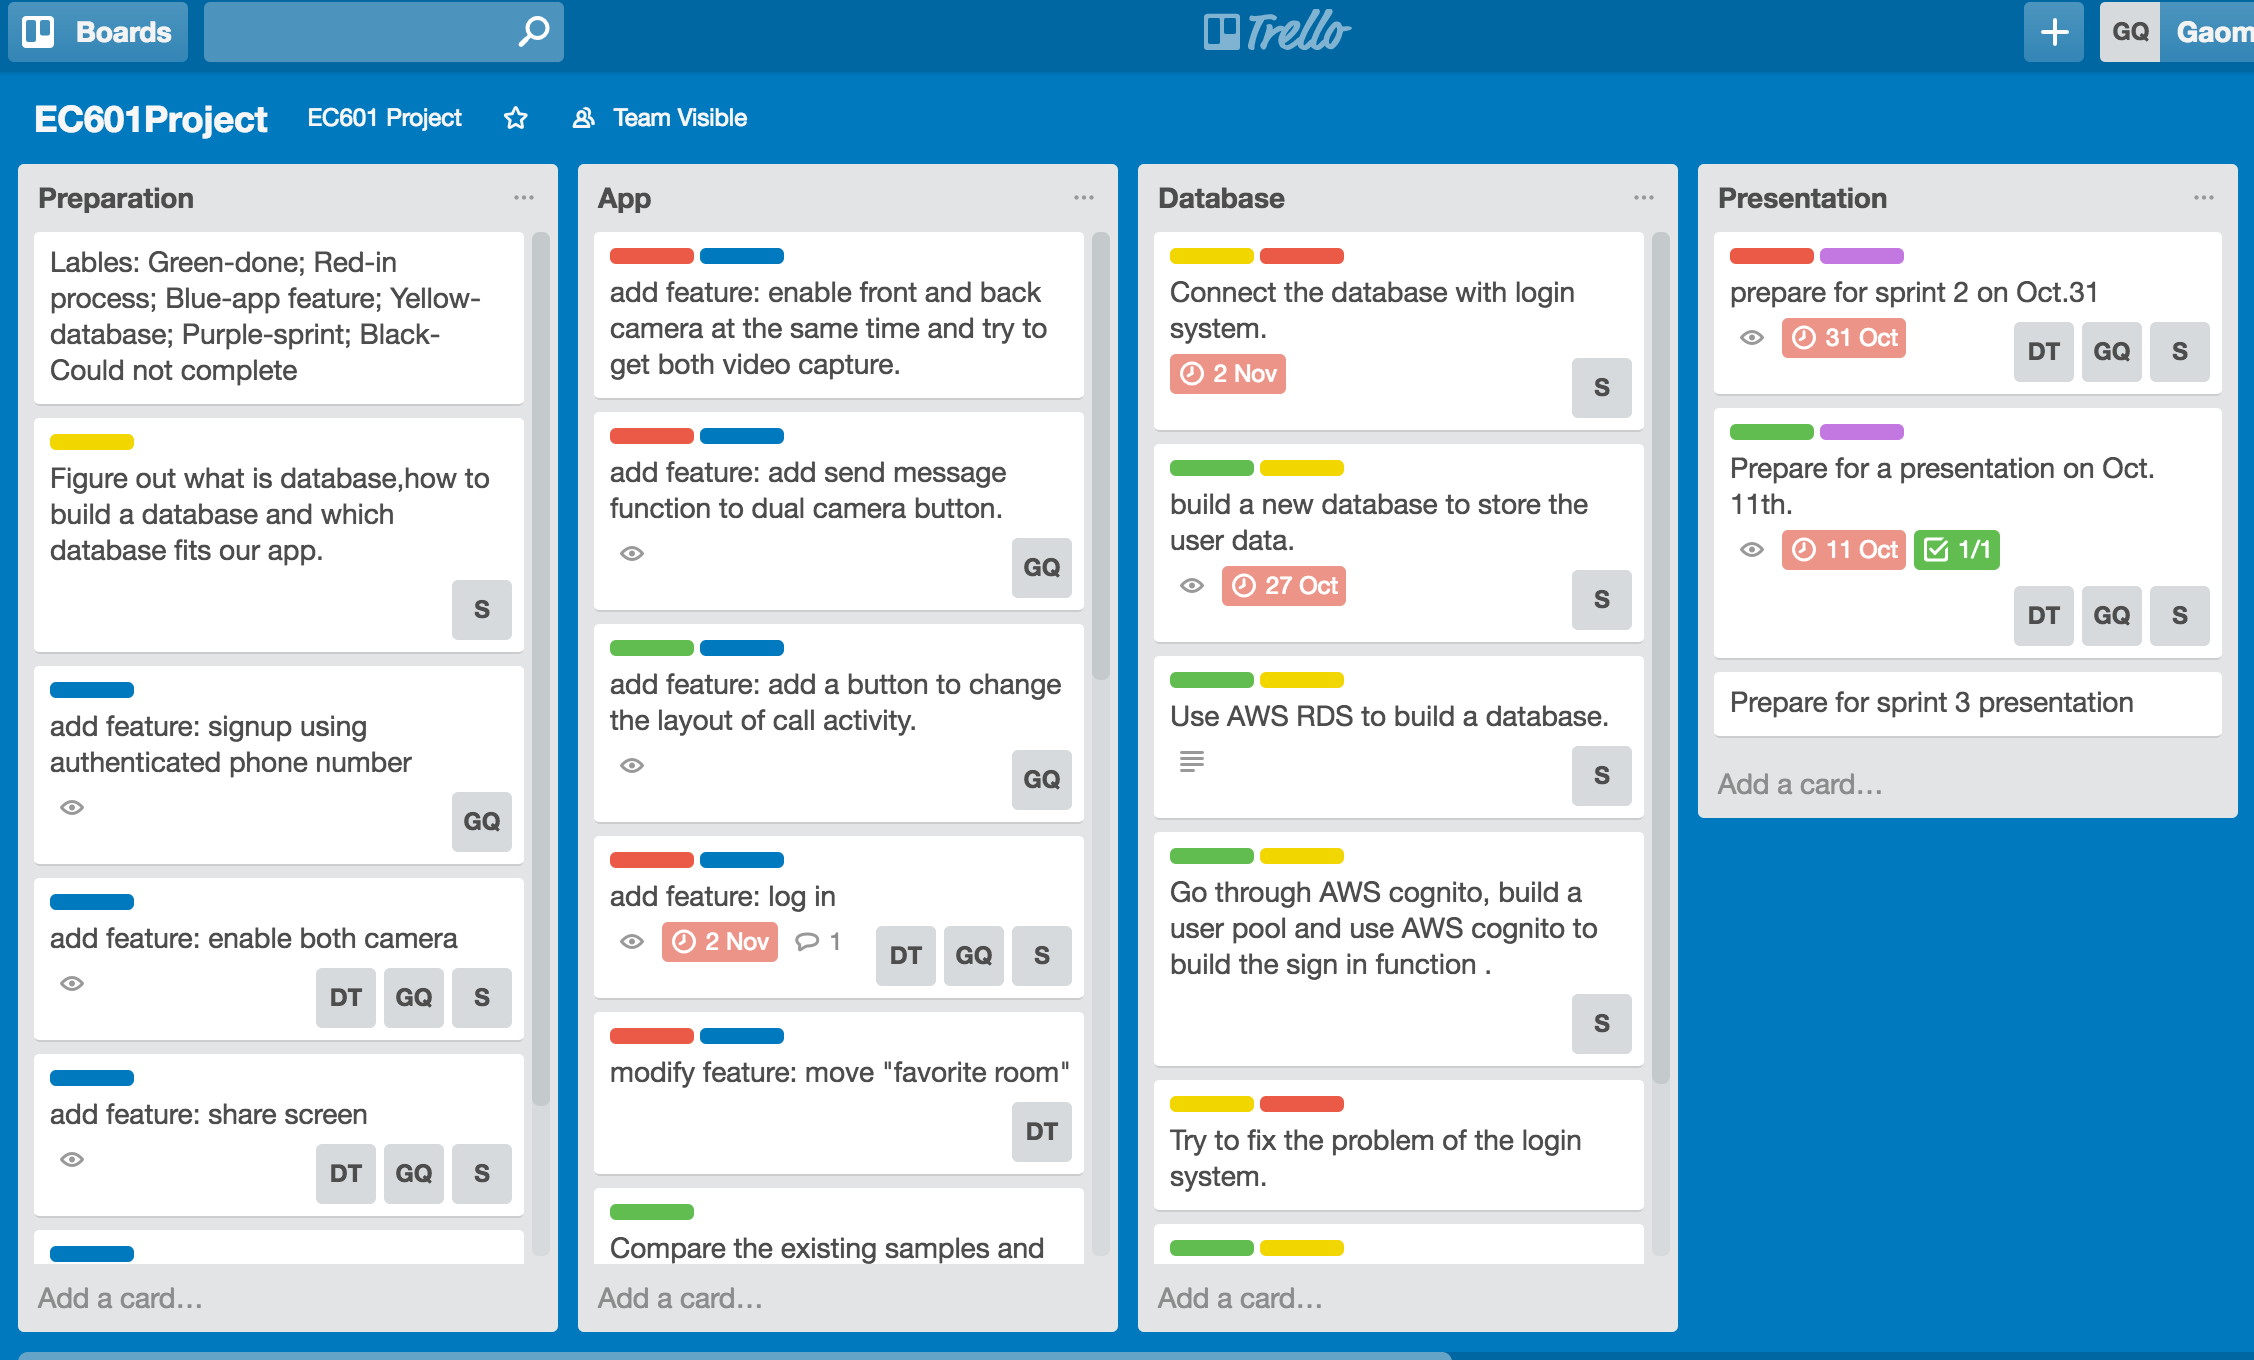 Boards
Trello
GQ
Gaom
EC601Project
EC601 Project
Team Visible
Preparation
Lables: Green-done; Red-in
process; Blue-app feature; Yellow-
database; Purple-sprint; Black-
Could not complete
Figure out what is database,how to
build a database and which
database fits our app.
S
add feature: signup using
authenticated phone number
GQ
add feature: enable both camera
DT GQ S
add feature: share screen
DT GQ S
Add a card...
App
add feature: enable front and back
camera at the same time and try to
get both video capture.
add feature: add send message
function to dual camera button.
GQ
add feature: add a button to change
the layout of call activity.
GQ
add feature: log in
2 Nov 1 DT GQ S
modify feature: move "favorite room"
DT
Compare the existing samples and
Add a card...
Database
Connect the database with login
system.
2 Nov
S
build a new database to store the
user data.
27 Oct
S
Use AWS RDS to build a database.
S
Go through AWS cognito, build a
user pool and use AWS cognito to
build the sign in function .
S
Try to fix the problem of the login
system.
Add a card...
Presentation
prepare for sprint 2 on Oct.31
31 Oct DT GQ S
Prepare for a presentation on Oct.
11th.
11 Oct 1/1
DT GQ S
Prepare for sprint 3 presentation
Add a card...